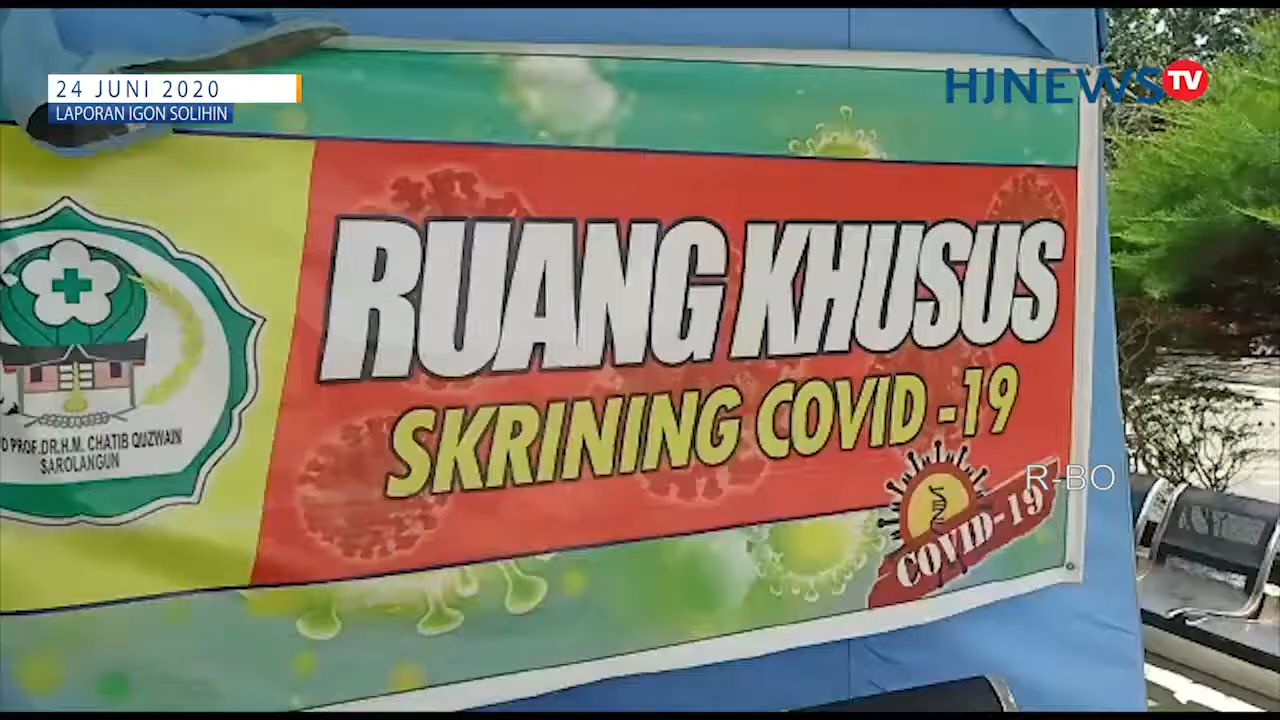 24 JUNI 2020
LAPORAN IGON SOLIHIN
HJNEWS TV
RUANG KHUSUS
SKRINING COVID -19
PROF.DR.H.M. CHATIB QUZWAIN
SAROLANGUN
COVID-19
R-BO